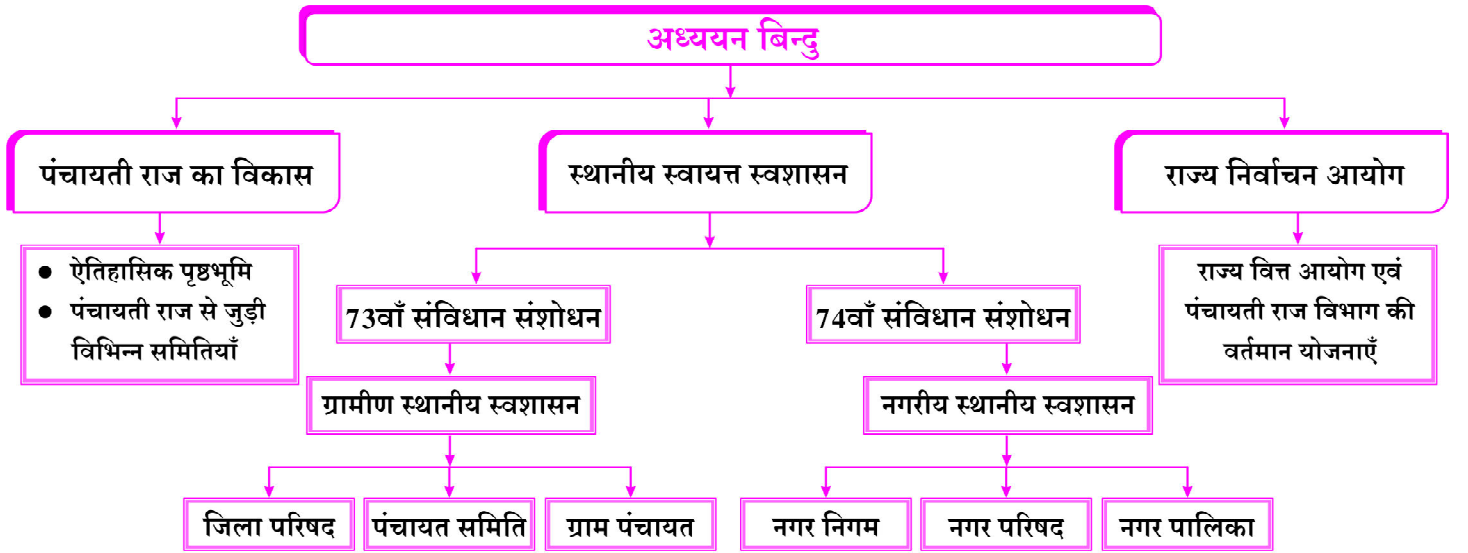 अध्ययन बिन्दु
पंचायती राज का विकास
स्थानीय स्वायत्त स्वशासन
राज्य निर्वाचन आयोग
● ऐतिहासिक पृष्ठभूमि
● पंचायती राज से जुड़ी
विभिन्न समितियाँ
73वाँ संविधान संशोधन
74वाँ संविधान संशोधन
राज्य वित्त आयोग एवं
पंचायती राज विभाग की
वर्तमान योजनाएँ
ग्रामीण स्थानीय स्वशासन
नगरीय स्थानीय स्वशासन
जिला परिषद
पंचायत समिति
ग्राम पंचायत
नगर निगम
नगर परिषद
नगर पालिका